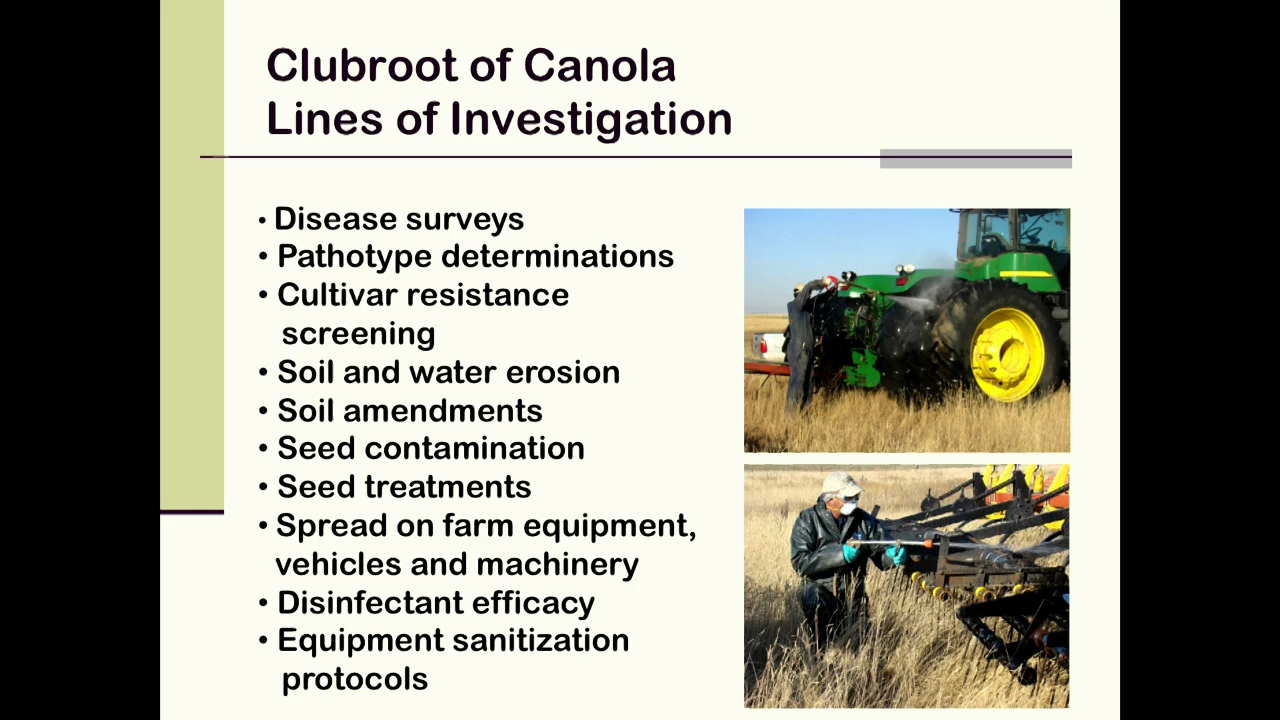 Clubroot of Canola
Lines of Investigation
• Disease surveys
• Pathotype determinations
• Cultivar resistance
screening
• Soil and water erosion
• Soil amendments
• Seed contamination
• Seed treatments
• Spread on farm equipment,
vehicles and machinery
• Disinfectant efficacy
• Equipment sanitization
protocols